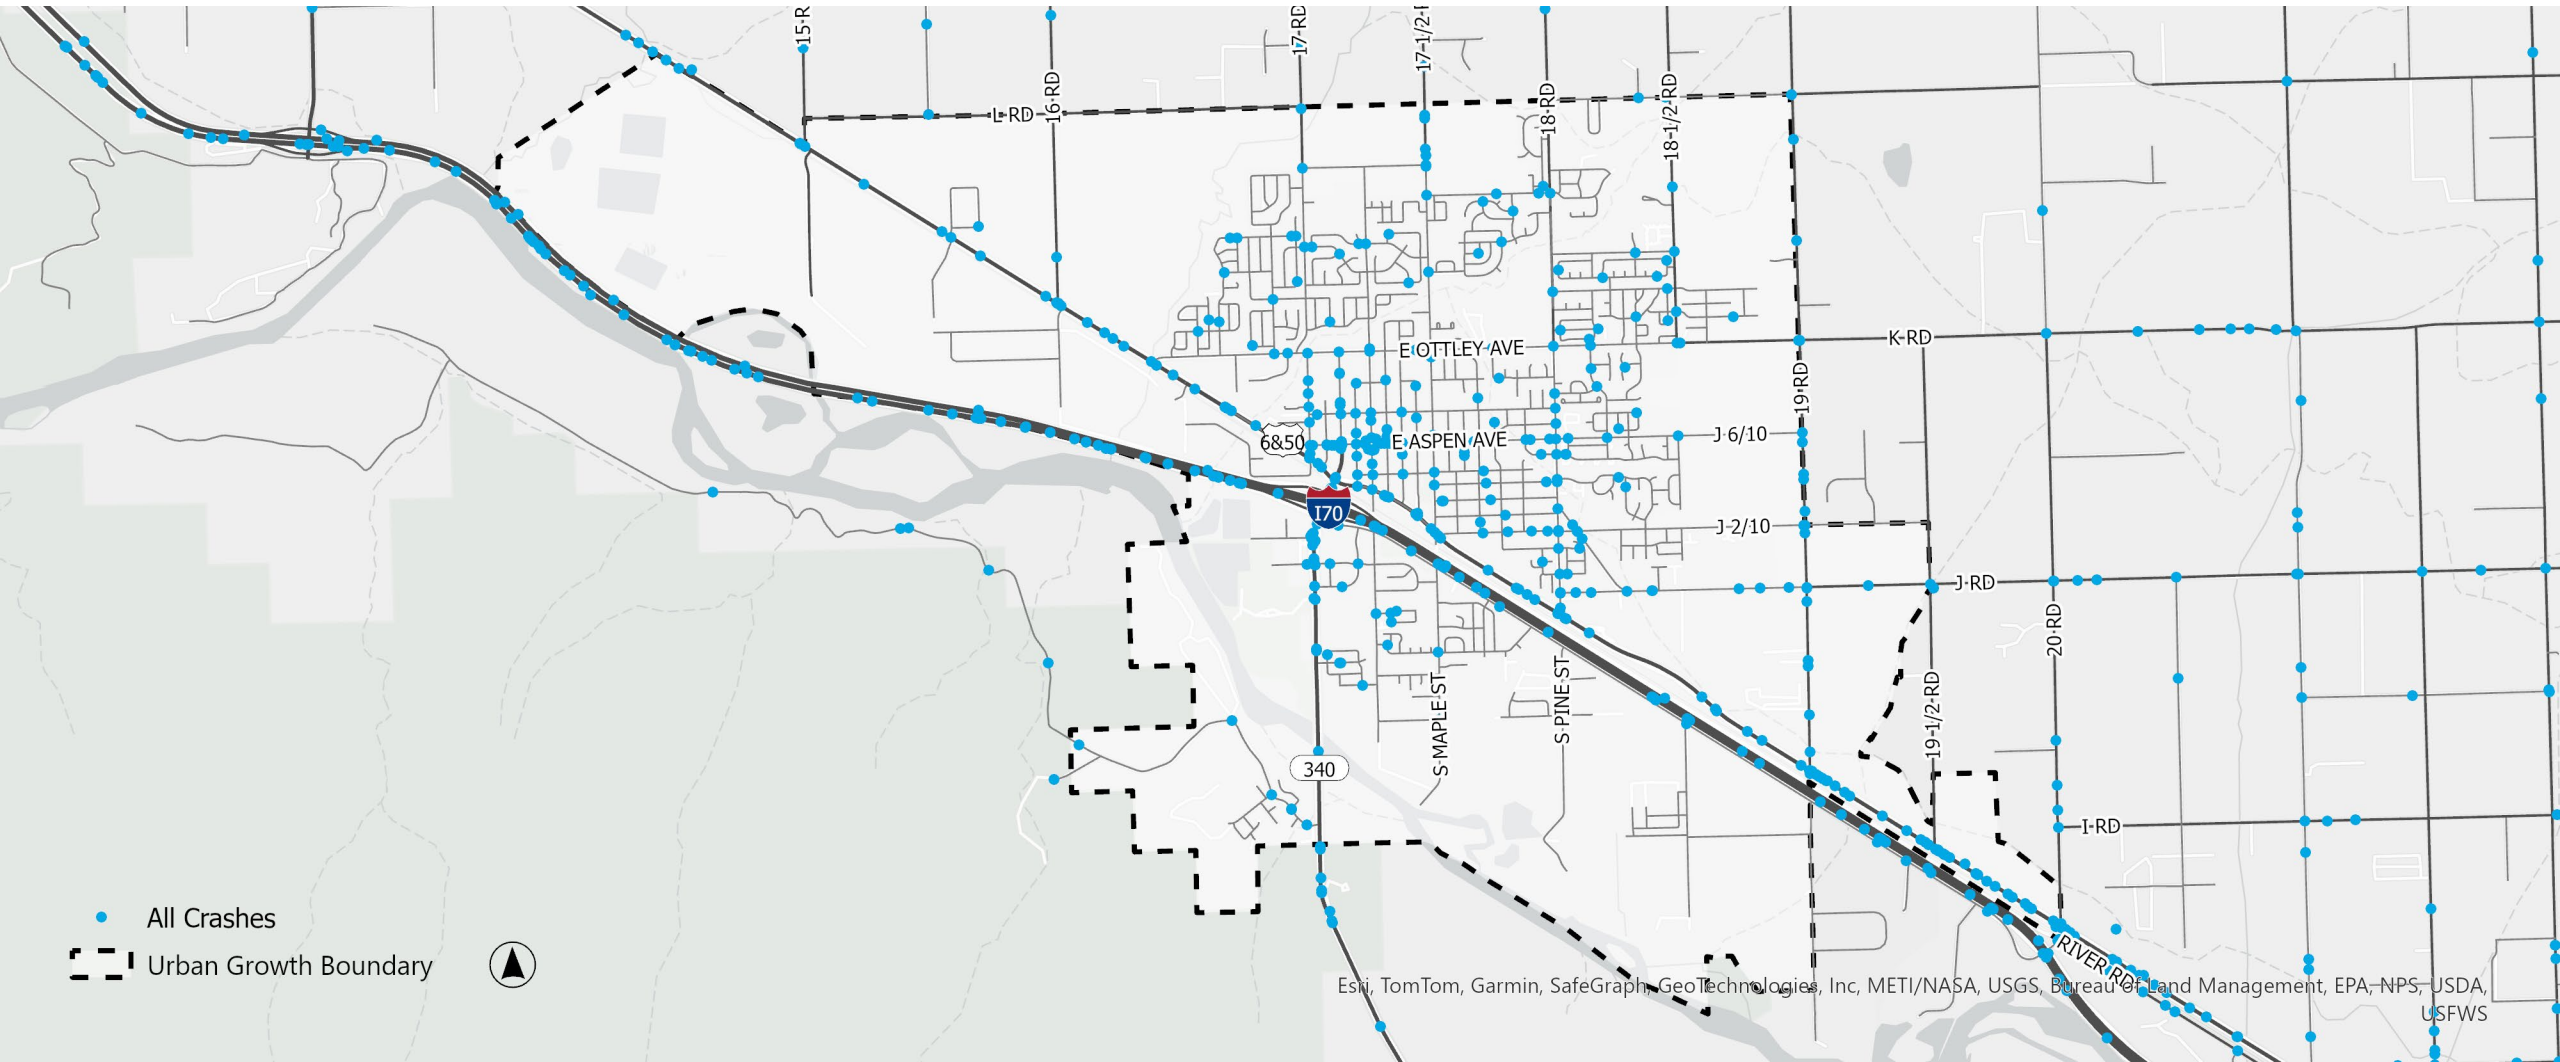 15-R
17-RD
17-1/2-
16-RD
18-RD
18-1/2-RD
L-RD
E OTTLEY AVE
K-RD
19-RD
6&50
E ASPEN AVE
J-6/10
I70
J-2/10
J-RD
20-RD
S-MAPLE ST
S-PINE ST
19-1/2-RD
340
I-RD
All Crashes
Urban Growth Boundary
RIVER RD
Esri, TomTom, Garmin, SafeGraph, GeoTechnologies, Inc, METI/NASA, USGS, Bureau of Land Management, EPA, NPS, USDA,
USFWS